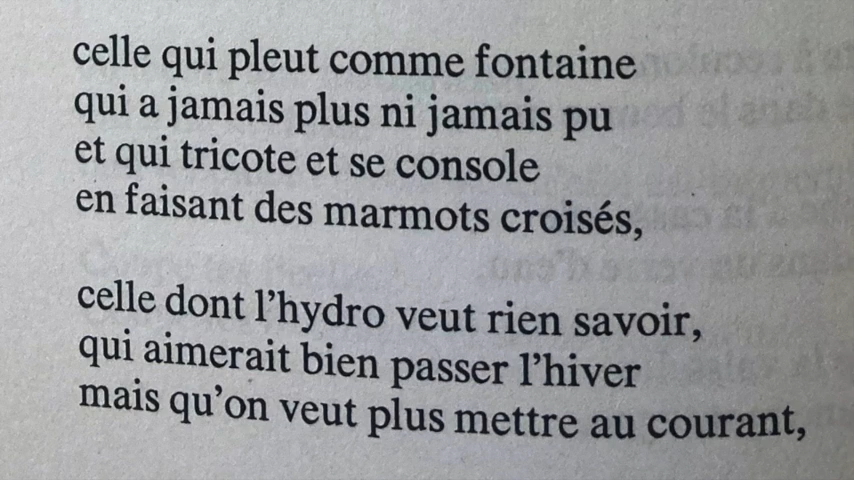 celle qui pleut comme fontaine
qui a jamais plus ni jamais pu
et qui tricote et se console
en faisant des marmots croisés,
celle dont l'hydro veut rien savoir,
qui aimerait bien passer l'hiver
mais qu'on veut plus mettre au courant,